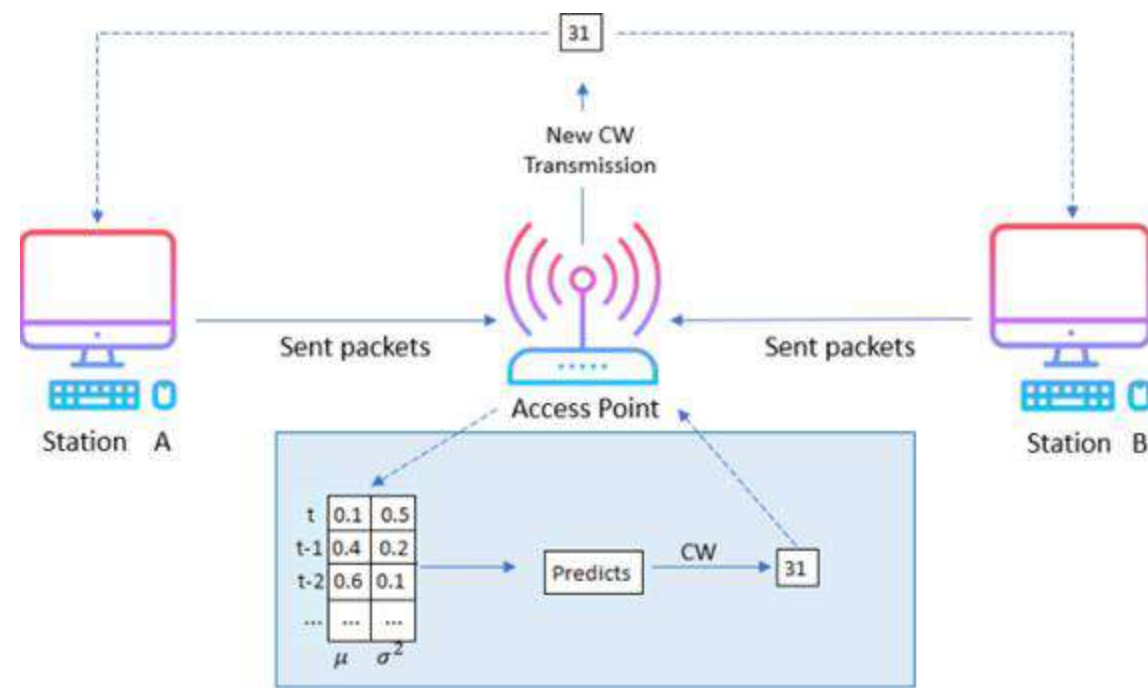 31
New CW
Transmission
Sent packets
Sent packets
Access Point
Station A
Station B
t 0.1 0.5
t-1 0.4 0.2
t-2 0.6 0.1
... ... ...
μ σ²
Predicts
CW
31